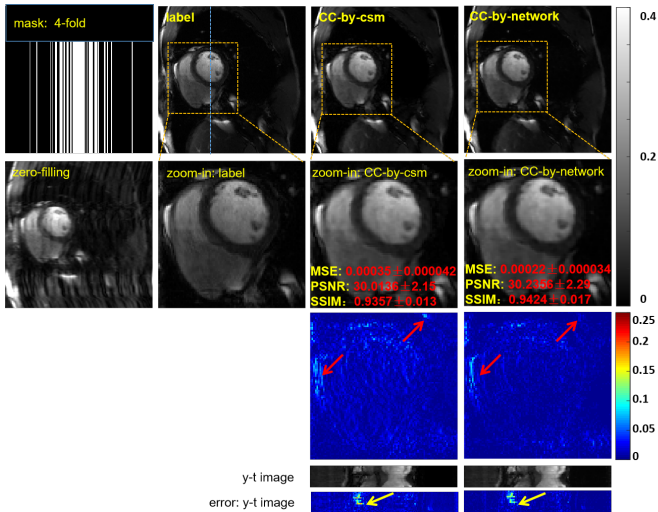 mask: 4-fold
label
CC-by-csm
CC-by-network
0.4
0.2
0
zero-filling
zoom-in: label
zoom-in: CC-by-csm
zoom-in: CC-by-network
MSE: 0.00035±0.000042
PSNR: 30.0136±2.15
SSIM: 0.9357±0.013
MSE: 0.00022±0.000034
PSNR: 30.2306±2.29
SSIM: 0.9424±0.017
0.25
0.2
0.15
0.1
0.05
0
y-t image
error: y-t image